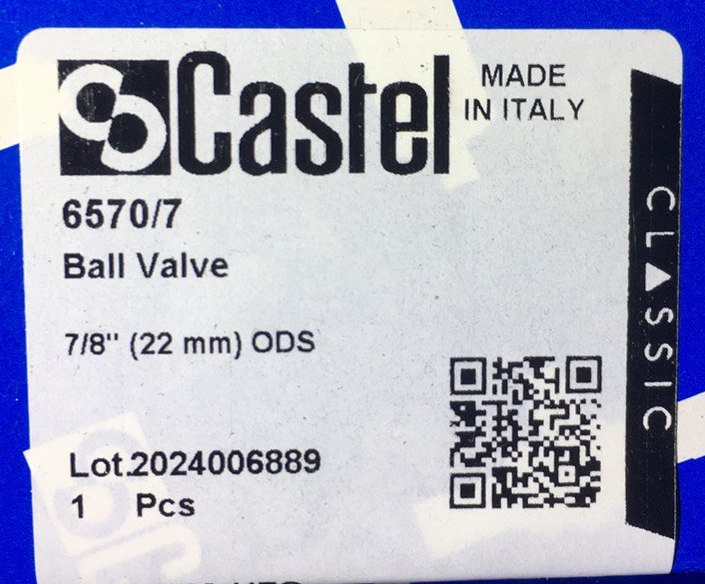 Castel
MADE
IN ITALY
6570/7
Ball Valve
7/8" (22 mm) ODS
Lot.2024006889
1 Pcs
CLASSIC